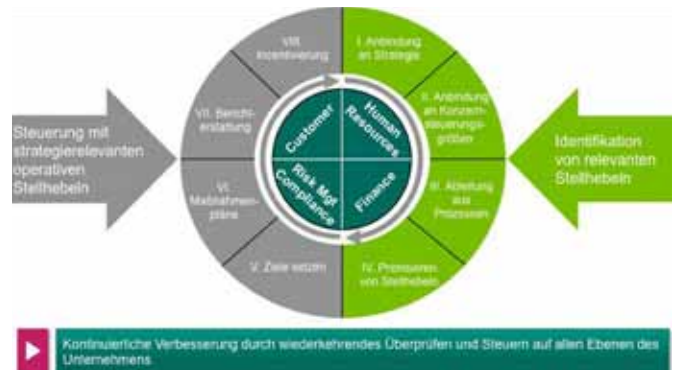 VIII.
Incentivierung
I. Anbindung
an Strategie
VII. Bericht-
erstattung
II. Anbindung
an Konzern-
steuerungs-
größen
Customer
Human
Resources
Steuerung mit
strategierelevanten
operativen
Stellhebeln
Identifikation
von relevanten
Stellhebeln
Risk Mgt
Compliance
Finance
VI.
Maßnahmen-
pläne
III. Ableitung
aus
Prozessen
V. Ziele setzen
IV. Priorisieren
von Stellhebeln
Kontinuierliche Verbesserung durch wiederkehrendes Überprüfen und Steuern auf allen Ebenen des
Unternehmens